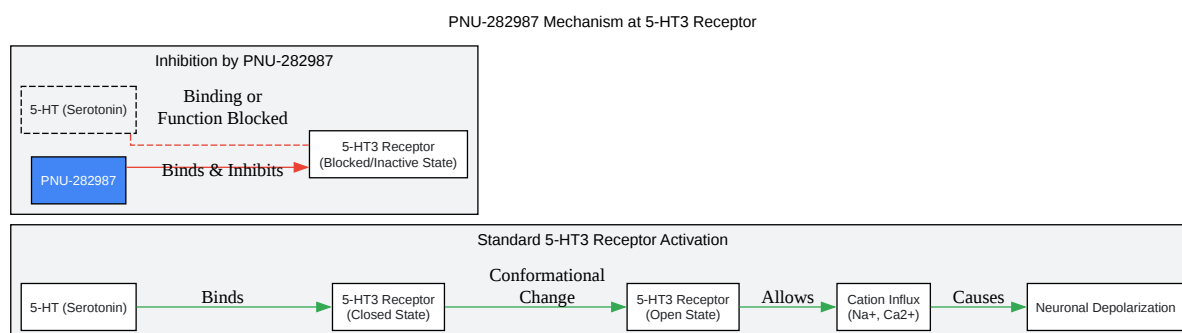 PNU-282987 Mechanism at 5-HT3 Receptor
Inhibition by PNU-282987
5-HT (Serotonin)
Binding or
Function Blocked
5-HT3 Receptor
(Blocked/Inactive State)
PNU-282987
Binds & Inhibits
Standard 5-HT3 Receptor Activation
5-HT (Serotonin)
Binds
5-HT3 Receptor
(Closed State)
Conformational
Change
5-HT3 Receptor
(Open State)
Allows
Cation Influx
(Na+, Ca2+)
Causes
Neuronal Depolarization